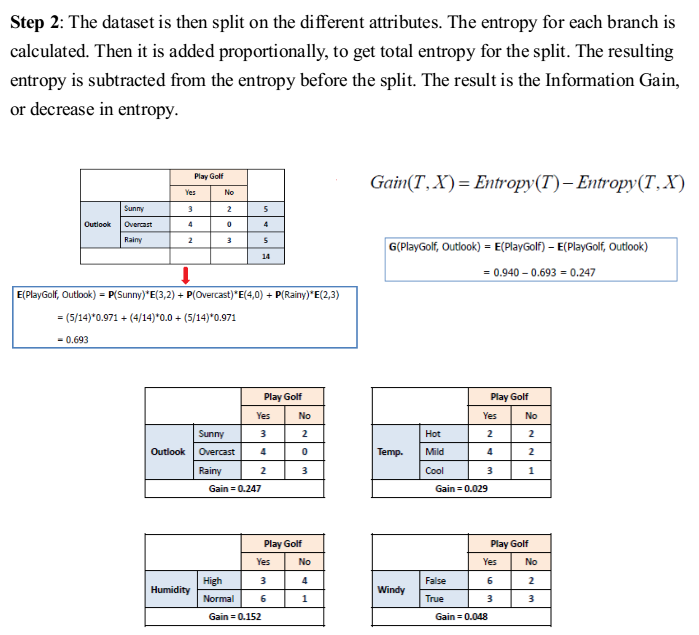 Step 2: The dataset is then split on the different attributes. The entropy for each branch is
calculated. Then it is added proportionally, to get total entropy for the split. The resulting
entropy is subtracted from the entropy before the split. The result is the Information Gain,
or decrease in entropy.
Play Golf
Yes No
Outlook Sunny 3 2 5
Overcast 4 0 4
Rainy 2 3 5
14
Gain(T, X) = Entropy(T) – Entropy(T, X)
G(PlayGolf, Outlook) = E(PlayGolf) – E(PlayGolf, Outlook)
= 0.940 – 0.693 = 0.247
E(PlayGolf, Outlook) = P(Sunny)*E(3,2) + P(Overcast)*E(4,0) + P(Rainy)*E(2,3)
= (5/14)*0.971 + (4/14)*0.0 + (5/14)*0.971
= 0.693
Play Golf
Yes No
Outlook Sunny 3 2
Overcast 4 0
Rainy 2 3
Gain = 0.247
Play Golf
Yes No
Temp. Hot 2 2
Mild 4 2
Cool 3 1
Gain = 0.029
Play Golf
Yes No
Humidity High 3 4
Normal 6 1
Gain = 0.152
Play Golf
Yes No
Windy False 6 2
True 3 3
Gain = 0.048